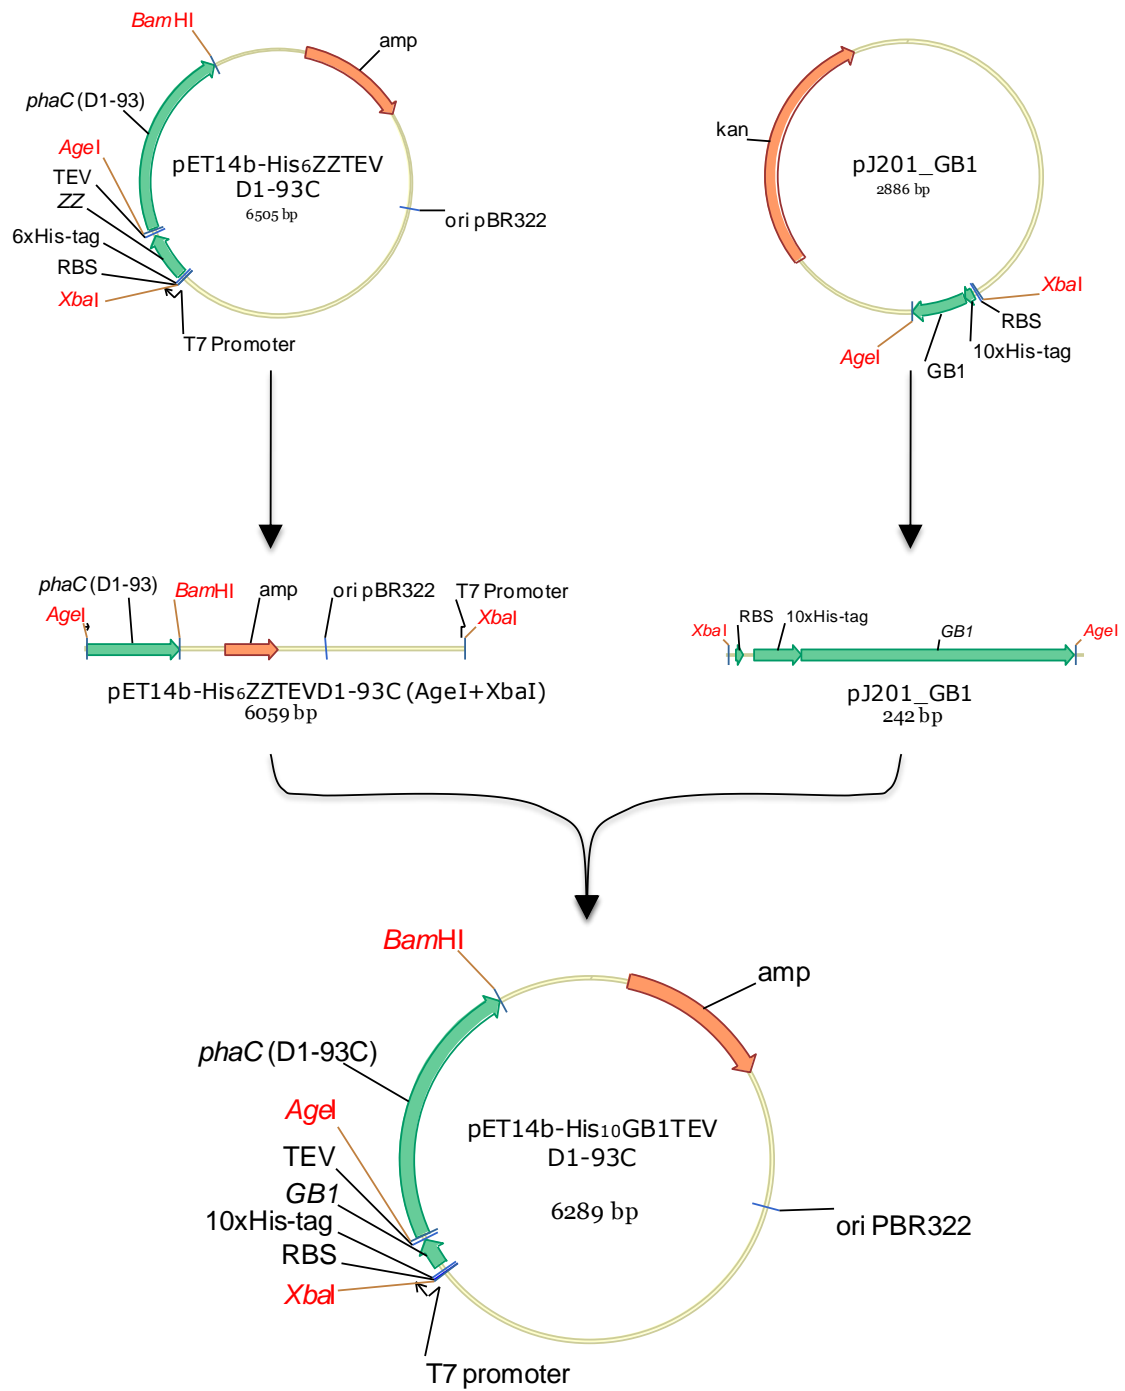 BamHI
amp
phaC (D1-93)
AgeI
TEV
ZZ
6xHis-tag
RBS
XbaI
T7 Promoter
pET14b-His6ZZTEV
D1-93C
6505 bp
ori pBR322
kan
pJ201_GB1
2886 bp
XbaI
RBS
10xHis-tag
GB1
AgeI
phaC (D1-93)
BamHI
amp
ori pBR322
T7 Promoter
AgeI
XbaI
pET14b-His6ZZTEVD1-93C (AgeI+XbaI)
6059 bp
XbaI
RBS
10xHis-tag
GB1
AgeI
pJ201_GB1
242 bp
BamHI
amp
phaC (D1-93C)
AgeI
TEV
GB1
10xHis-tag
RBS
XbaI
T7 promoter
pET14b-His10GB1TEV
D1-93C
6289 bp
ori PBR322